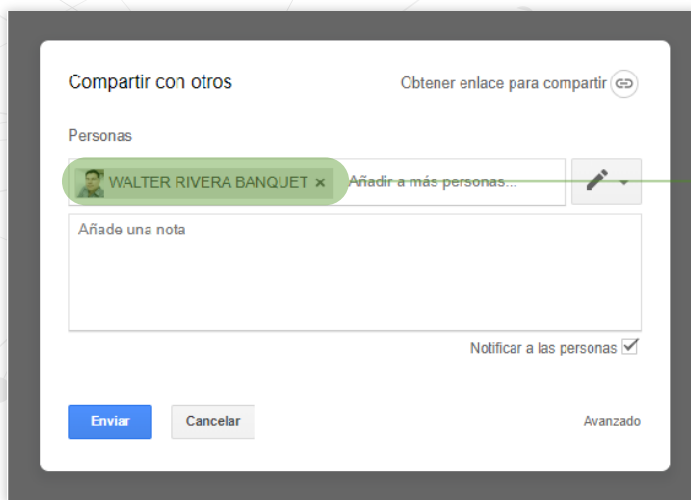 Compartir con otros
Obtener enlace para compartir
Personas
WALTER RIVERA BANQUET × Añadir a más personas...
Añade una nota
Notificar a las personas
Enviar Cancelar Avanzado